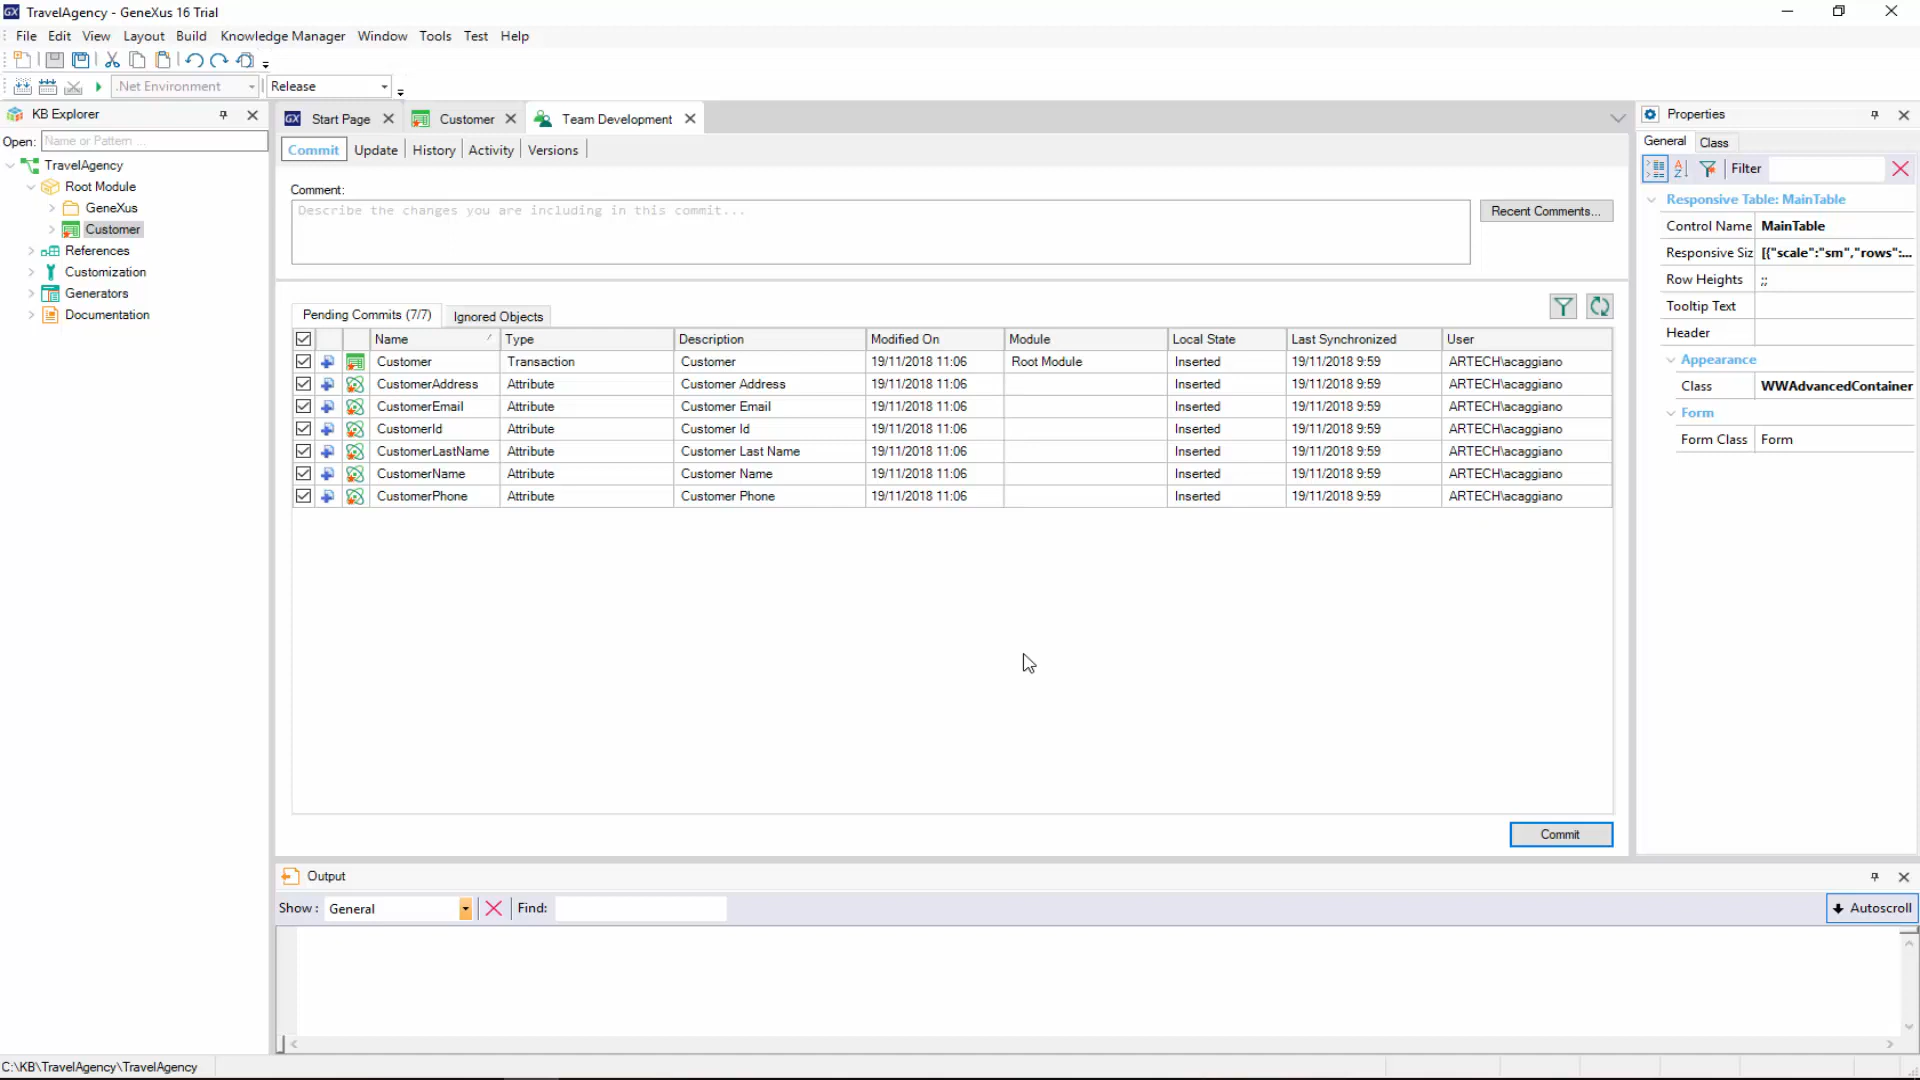 TravelAgency - GeneXus 16 Trial
File Edit View Layout Build Knowledge Manager Window Tools Test Help
.Net Environment Release
KB Explorer
Open: Name or Pattern ...
TravelAgency
Root Module
GeneXus
Customer
References
Customization
Generators
Documentation
Start Page Customer Team Development
Commit Update History Activity Versions
Comment:
Describe the changes you are including in this commit...
Recent Comments...
Pending Commits (7/7) Ignored Objects
Name Type Description Modified On Module Local State Last Synchronized User
Customer Transaction Customer 19/11/2018 11:06 Root Module Inserted 19/11/2018 9:59 ARTECH\acaggiano
CustomerAddress Attribute Customer Address 19/11/2018 11:06 Inserted 19/11/2018 9:59 ARTECH\acaggiano
CustomerEmail Attribute Customer Email 19/11/2018 11:06 Inserted 19/11/2018 9:59 ARTECH\acaggiano
CustomerId Attribute Customer Id 19/11/2018 11:06 Inserted 19/11/2018 9:59 ARTECH\acaggiano
CustomerLastName Attribute Customer Last Name 19/11/2018 11:06 Inserted 19/11/2018 9:59 ARTECH\acaggiano
CustomerName Attribute Customer Name 19/11/2018 11:06 Inserted 19/11/2018 9:59 ARTECH\acaggiano
CustomerPhone Attribute Customer Phone 19/11/2018 11:06 Inserted 19/11/2018 9:59 ARTECH\acaggiano
Commit
Properties
General Class
Filter
Responsive Table: MainTable
Control Name MainTable
Responsive Siz [{"scale":"sm","rows":...
Row Heights ;;
Tooltip Text
Header
Appearance
Class WWAdvancedContainer
Form
Form Class Form
Output
Show: General Find: Autoscroll
C:\KB\TravelAgency\TravelAgency